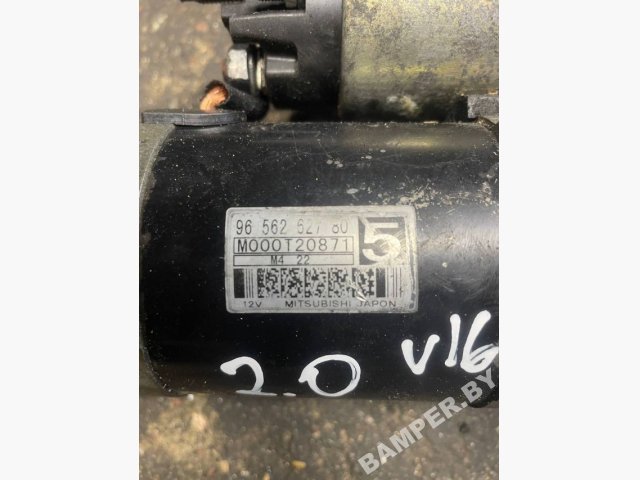 96 562 627 80
5
M000T20871
M4 22
12V MITSUBISHI JAPON
2.0 V16
BAMPER.BY